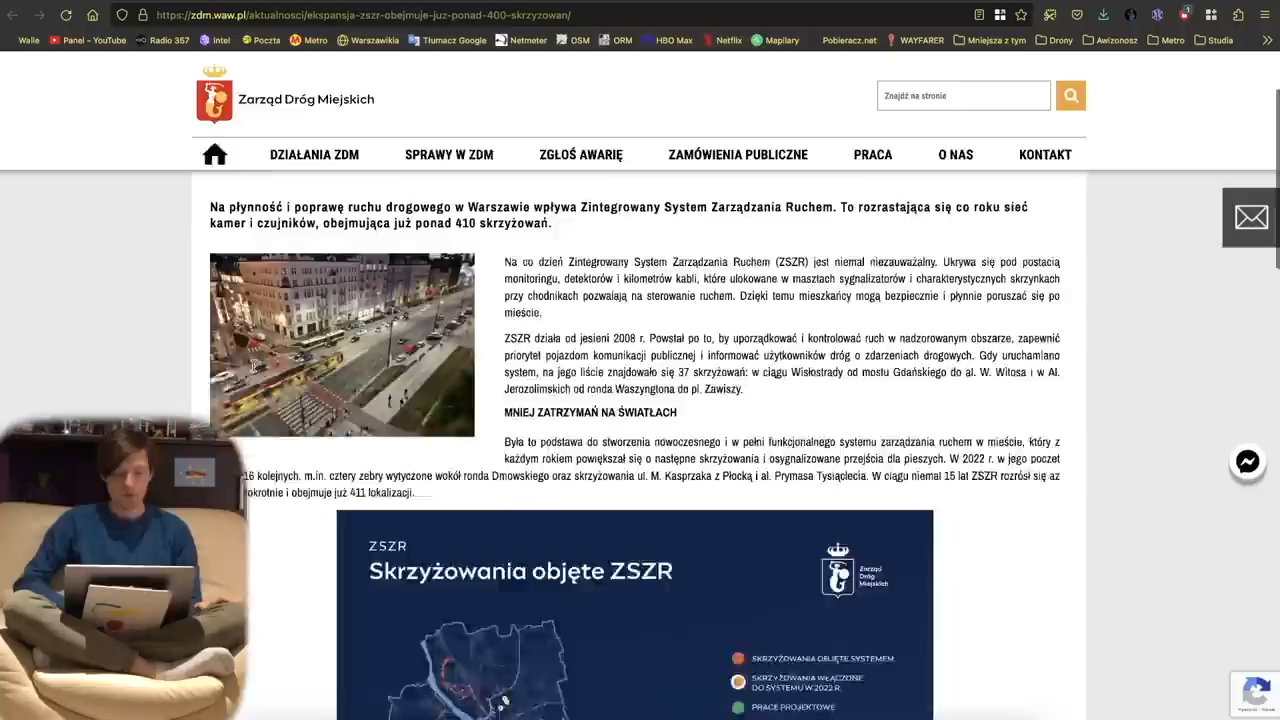 https://zdm.waw.pl/aktualnosci/ekspansja-zszr-obejmuje-juz-ponad-400-skrzyzowan/
Walle Panel - YouTube Radio 357 Intel Poczta Metro Warszawikia Tłumacz Google Netmeter OSM ORM HBO Max Netflix Mapilary Pobieracz.net WAYFARER Mniejsza z tym Drony Awizonosz Metro Studia
Zarząd Dróg Miejskich
Znajdź na stronie
DZIAŁANIA ZDM SPRAWY W ZDM ZGŁOŚ AWARIĘ ZAMÓWIENIA PUBLICZNE PRACA O NAS KONTAKT
Na płynność i poprawę ruchu drogowego w Warszawie wpływa Zintegrowany System Zarządzania Ruchem. To rozrastająca się co roku sieć
kamer i czujników, obejmująca już ponad 410 skrzyżowań.
Na co dzień Zintegrowany System Zarządzania Ruchem (ZSZR) jest niemal niezauważalny. Ukrywa się pod postacią
monitoringu, detektorów i kilometrów kabli, które ulokowane w masztach sygnalizatorów i charakterystycznych skrzynkach
przy chodnikach pozwalają na sterowanie ruchem. Dzięki temu mieszkańcy mogą bezpiecznie i płynnie poruszać się po
mieście.
ZSZR działa od jesieni 2008 r. Powstał po to, by uporządkować i kontrolować ruch w nadzorowanym obszarze, zapewnić
priorytet pojazdom komunikacji publicznej i informować użytkowników dróg o zdarzeniach drogowych. Gdy uruchamiano
system, na jego liście znajdowało się 37 skrzyżowań: w ciągu Wisłostrady od mostu Gdańskiego do al. W. Witosa i w Al.
Jerozolimskich od ronda Waszyngtona do pl. Zawiszy.
MNIEJ ZATRZYMAŃ NA ŚWIATŁACH
Była to podstawa do stworzenia nowoczesnego i w pełni funkcjonalnego systemu zarządzania ruchem w mieście, który z
każdym rokiem powiększał się o następne skrzyżowania i osygnalizowane przejścia dla pieszych. W 2022 r. w jego poczet
16 kolejnych. m.in. cztery zebry wytyczone wokół ronda Dmowskiego oraz skrzyżowania ul. M. Kasprzaka z Płocką i al. Prymasa Tysiąclecia. W ciągu niemal 15 lat ZSZR rozrósł się aż
okrotnie i obejmuje już 411 lokalizacji.
ZSZR
Skrzyżowania objęte ZSZR
Zarząd
Dróg
Miejskich
SKRZYŻOWANIA OBJĘTE SYSTEMEM
SKRZYŻOWANIA WŁĄCZONE
DO SYSTEMU W 2022 R.
PRACE PROJEKTOWE